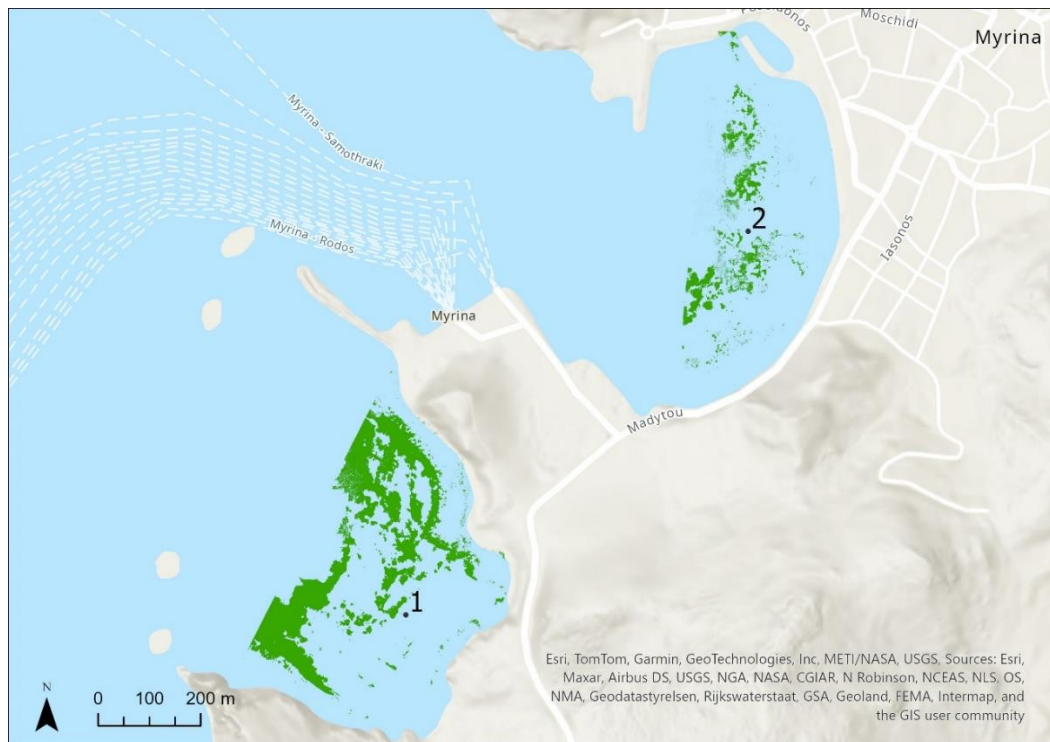 Poseidonos
Moschidi
Myrina
Myrina - Samothraki
2
Iasonos
Myrina - Rodos
Myrina
Madytou
1
N
0 100 200 m
Esri, TomTom, Garmin, GeoTechnologies, Inc, METI/NASA, USGS, Sources: Esri,
Maxar, Airbus DS, USGS, NGA, NASA, CGIAR, N Robinson, NCEAS, NLS, OS,
NMA, Geodatastyrelsen, Rijkswaterstaat, GSA, Geoland, FEMA, Intermap, and
the GIS user community